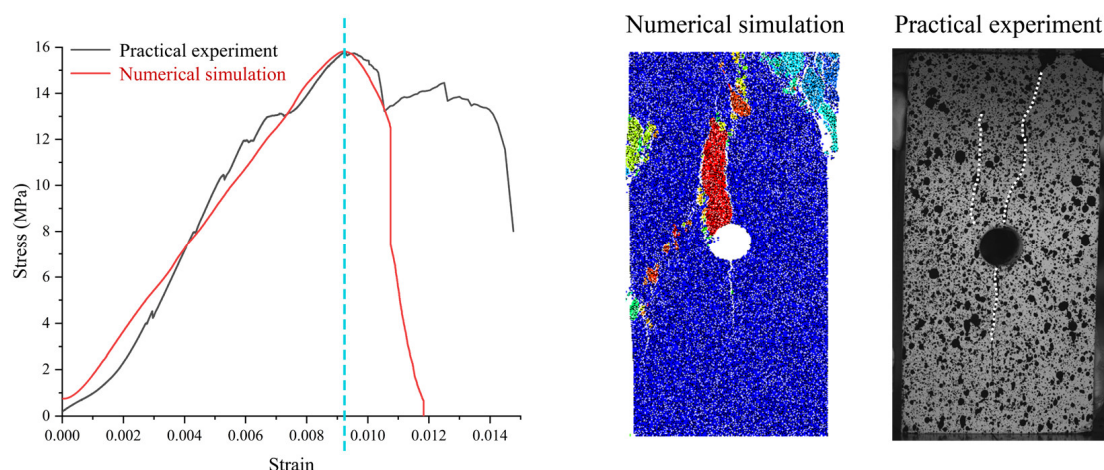 Numerical simulation Practical experiment
16
Practical experiment
Numerical simulation
14
12
10
8
6
4
2
0
Stress (MPa)
0.000 0.002 0.004 0.006 0.008 0.010 0.012 0.014
Strain